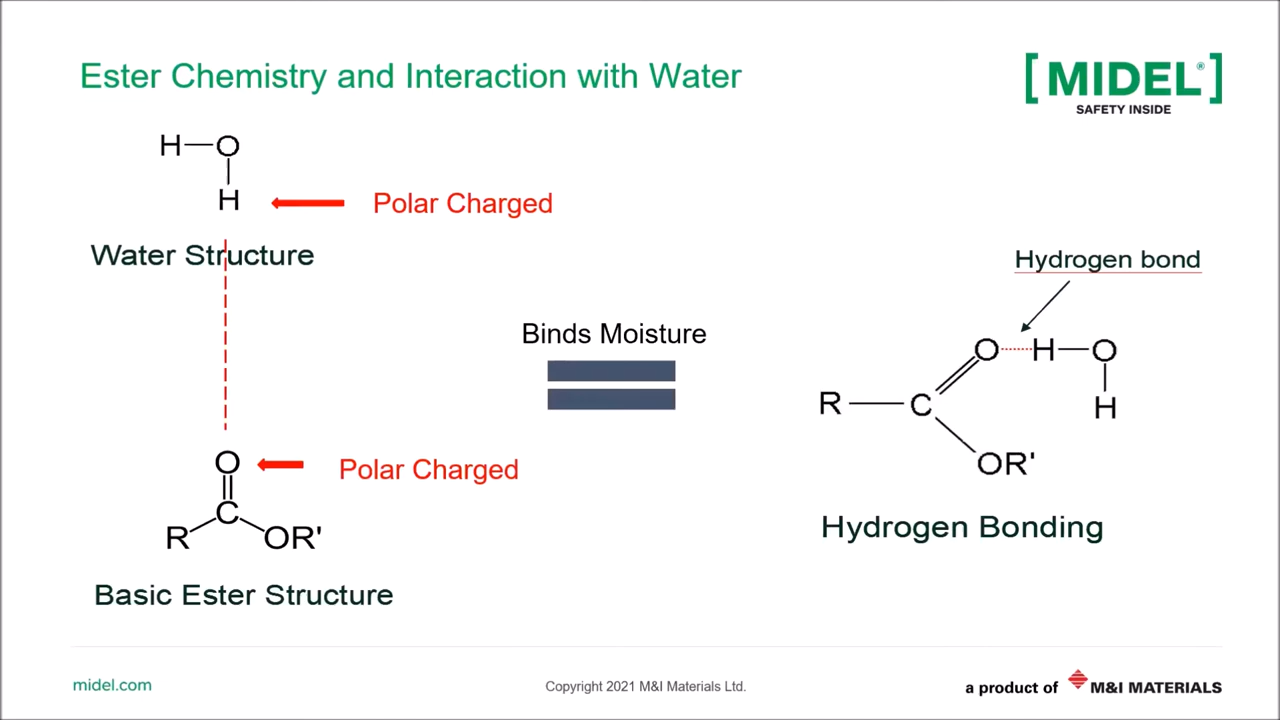 Ester Chemistry and Interaction with Water
[MIDEL®]
SAFETY INSIDE
H O
H
Polar Charged
Water Structure
Hydrogen bond
Binds Moisture
O H O
R C
H
OR'
Hydrogen Bonding
O
Polar Charged
C
R OR'
Basic Ester Structure
midel.com
Copyright 2021 M&I Materials Ltd.
a product of M&I MATERIALS